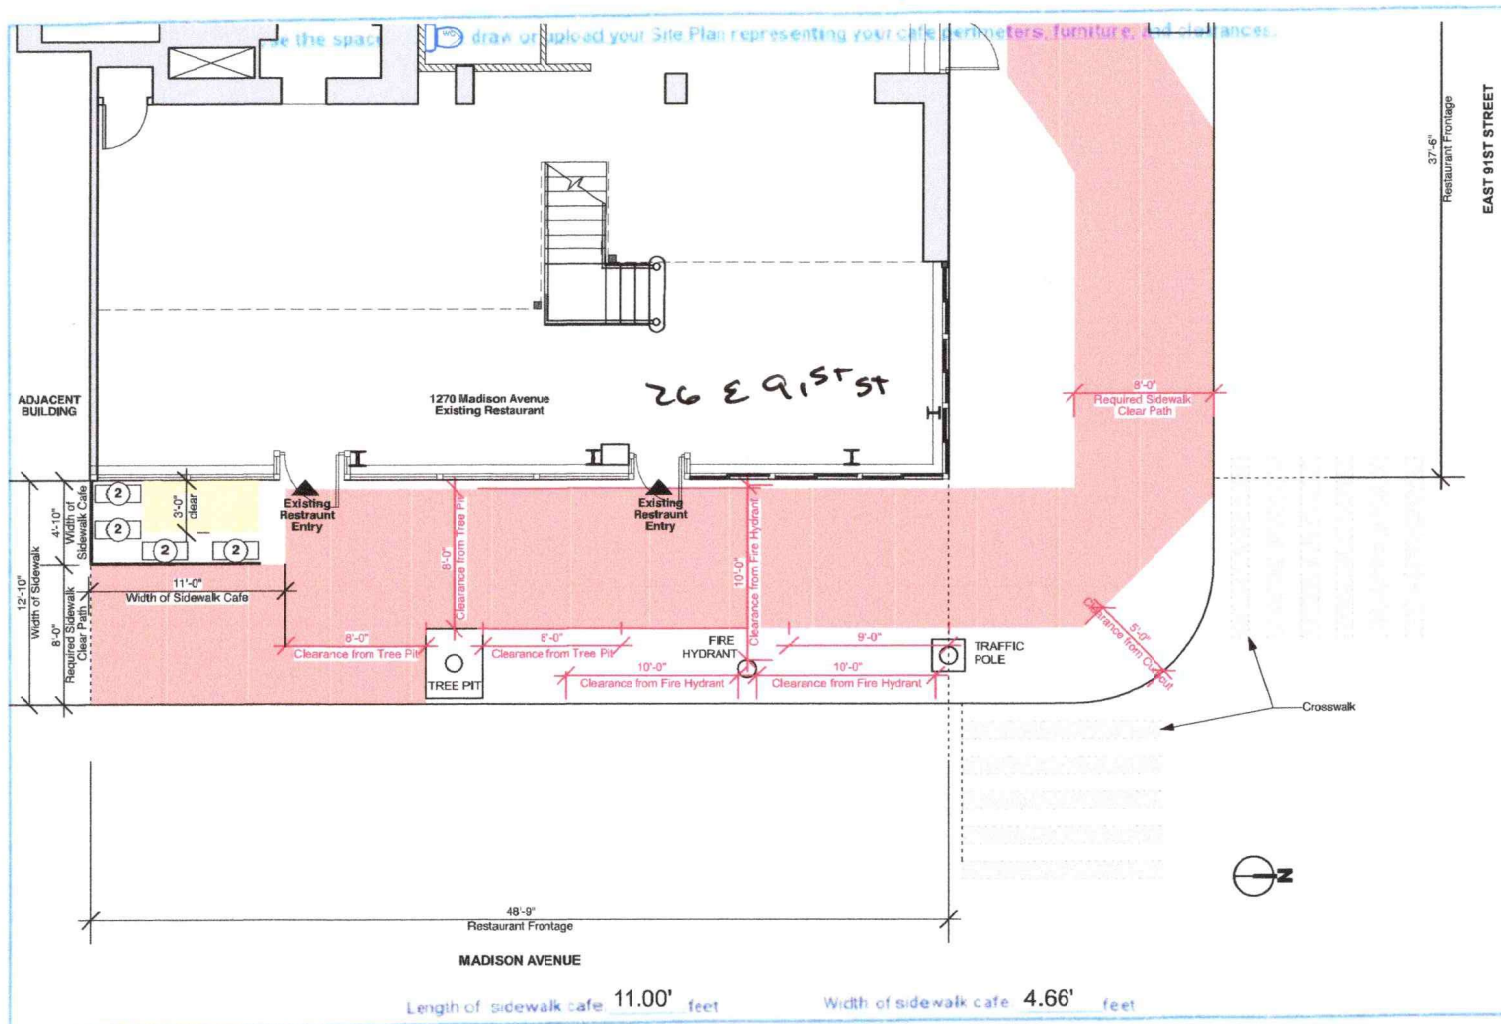 se the space draw or upload your Site Plan representing your cafe perimeters, furniture, and clearances.
WC
37'-6"
Restaurant Frontage
EAST 91ST STREET
ADJACENT
BUILDING
1270 Madison Avenue
Existing Restaurant
26 E 91st St
8'-0"
Required Sidewalk
Clear Path
2
2
2
2
3'-0"
clear
Existing
Restraunt
Entry
Existing
Restraunt
Entry
4'-10"
Width of
Sidewalk Cafe
12'-10"
Width of Sidewalk
8'-0"
Required Sidewalk
Clear Path
11'-0"
Width of Sidewalk Cafe
8'-0"
Clearance from Tree Pit
10'-0"
Clearance from Fire Hydrant
8'-0"
Clearance from Tree Pit
8'-0"
Clearance from Tree Pit
TREE PIT
FIRE
HYDRANT
10'-0"
Clearance from Fire Hydrant
10'-0"
Clearance from Fire Hydrant
9'-0"
TRAFFIC
POLE
5'-0"
Clearance from Cutout
Crosswalk
N
48'-9"
Restaurant Frontage
MADISON AVENUE
Length of sidewalk cafe 11.00' feet Width of sidewalk cafe 4.66' feet